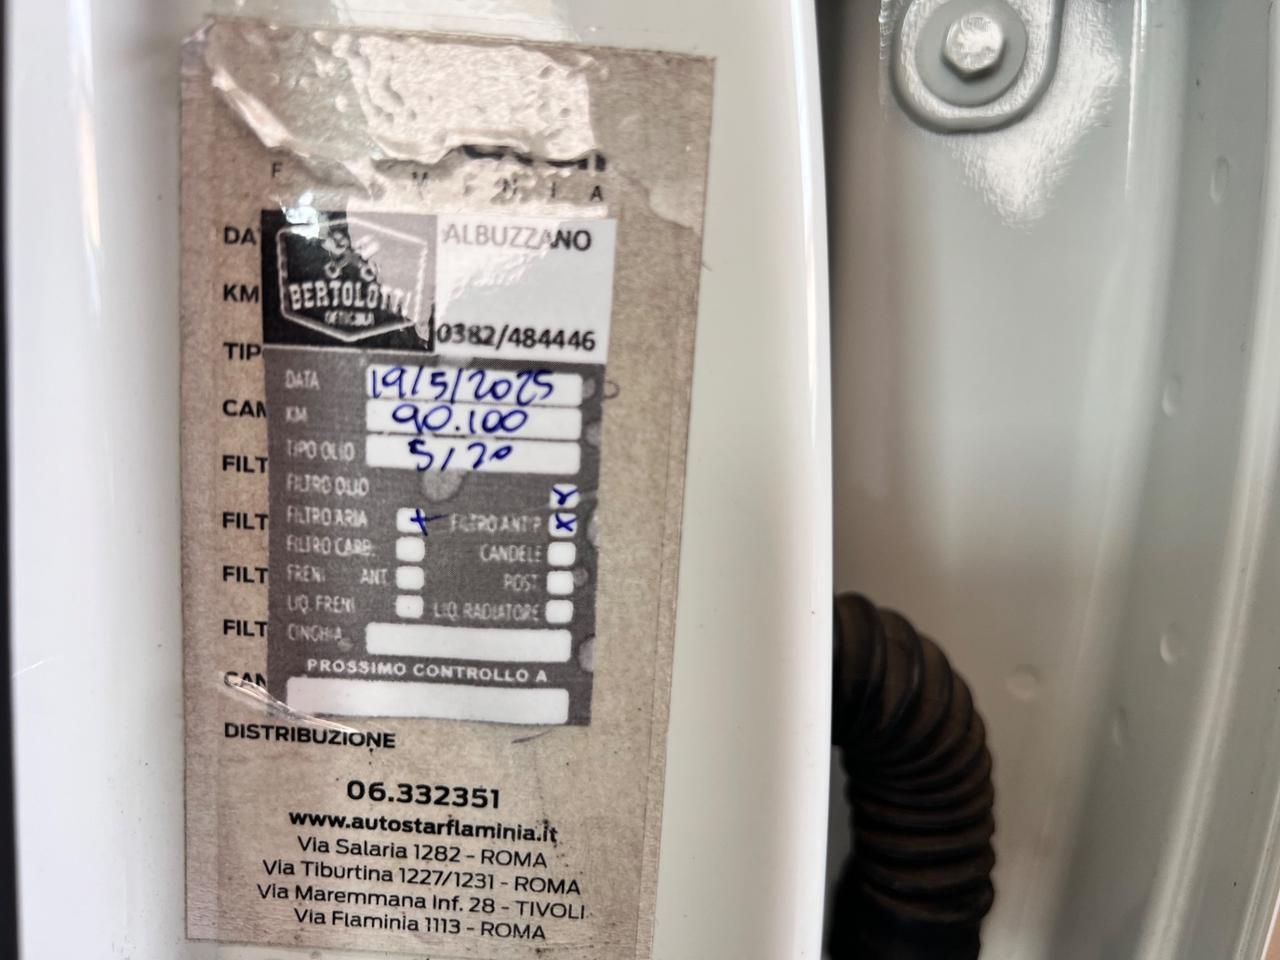 F M E N I A
DA
ALBUZZANO
KM
BERTOLOTTI
OFFICINA
0382/484446
TIP
DATA 19/5/2025
CAM
KM 90.100
TIPO OLIO 5/20
FILT
FILTRO OLIO x
FILT
FILTRO ARIA x FILTRO ANT.P x
FILTRO CARB. CANDELE
FILT
FRENI ANT. POST.
LIQ. FRENI LIQ. RADIATORE
FILT
CINGHIA
PROSSIMO CONTROLLO A
CAN
DISTRIBUZIONE
06.332351
www.autostarflaminia.it
Via Salaria 1282 - ROMA
Via Tiburtina 1227/1231 - ROMA
Via Maremmana Inf. 28 - TIVOLI
Via Flaminia 1113 - ROMA